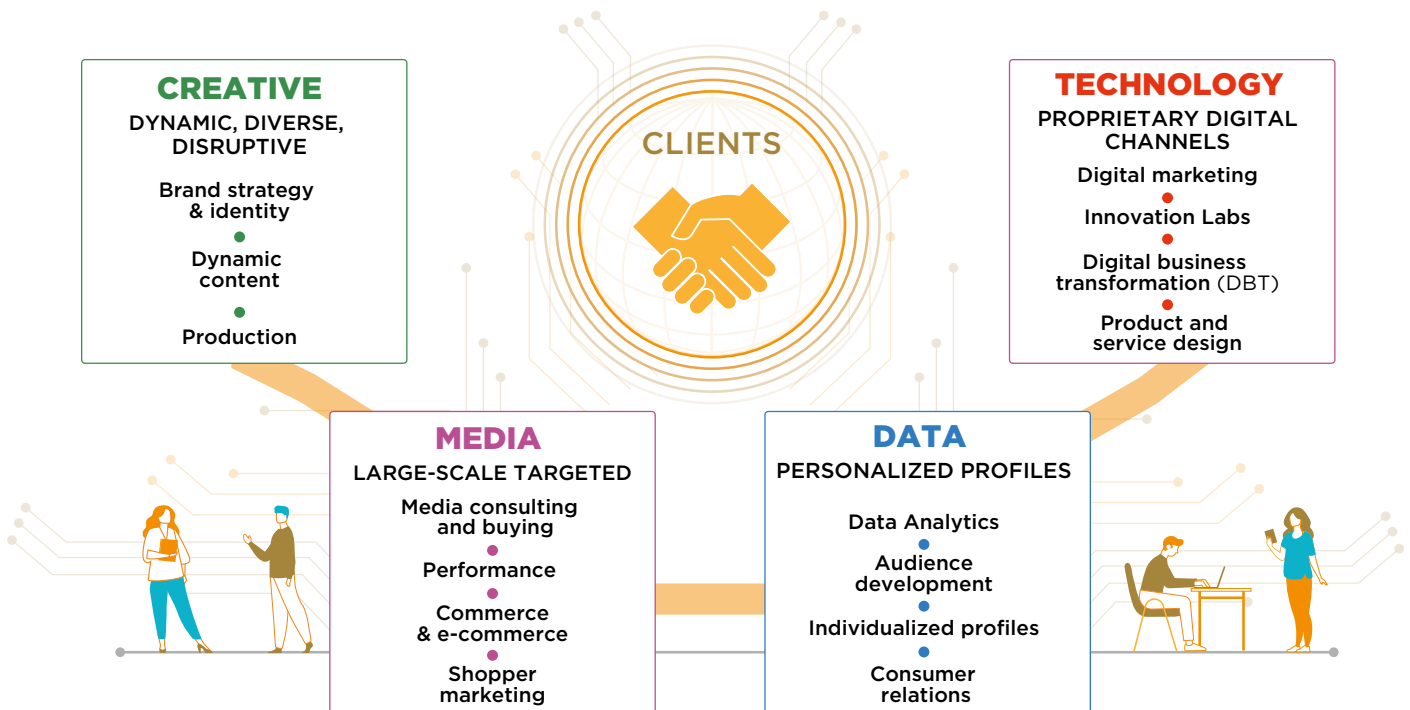 CREATIVE
DYNAMIC, DIVERSE,
DISRUPTIVE
Brand strategy
& identity
Dynamic
content
Production
CLIENTS
TECHNOLOGY
PROPRIETARY DIGITAL
CHANNELS
Digital marketing
Innovation Labs
Digital business
transformation (DBT)
Product and
service design
MEDIA
LARGE-SCALE TARGETED
Media consulting
and buying
Performance
Commerce
& e-commerce
Shopper
marketing
DATA
PERSONALIZED PROFILES
Data Analytics
Audience
development
Individualized profiles
Consumer
relations